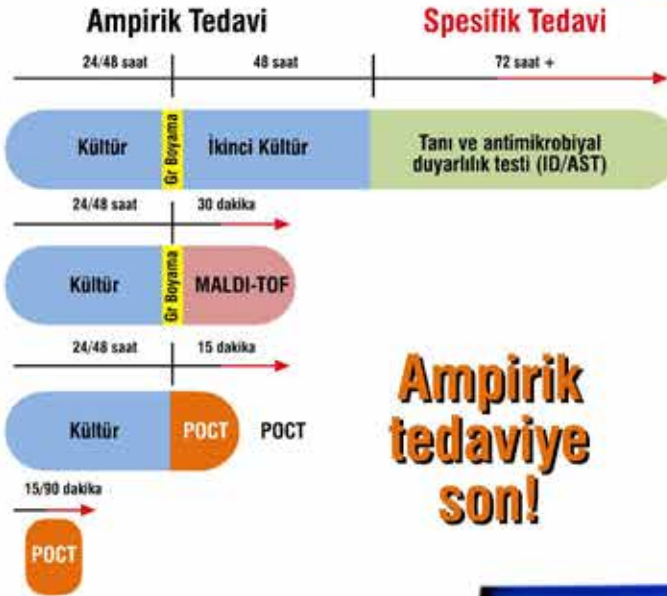 Ampirik Tedavi
Spesifik Tedavi
24/48 saat
48 saat
72 saat +
Kültür
Gr Boyama
İkinci Kültür
Tanı ve antimikrobiyal
duyarlılık testi (ID/AST)
24/48 saat
30 dakika
Kültür
Gr Boyama
MALDI-TOF
24/48 saat
15 dakika
Kültür
POCT
POCT
15/90 dakika
POCT
Ampirik
tedaviye
son!